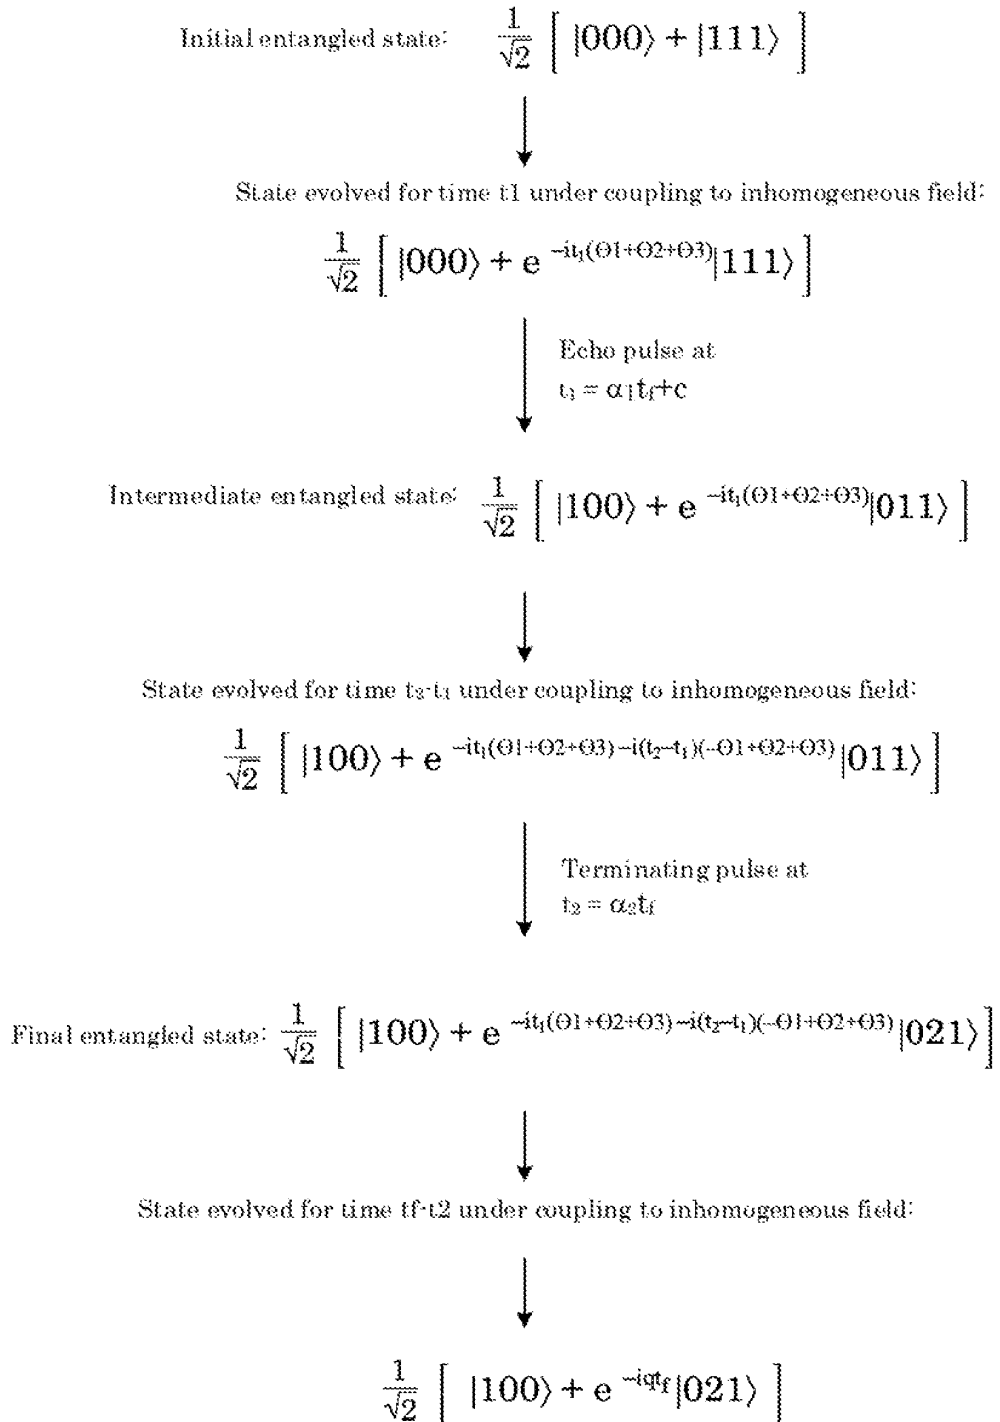 Initial entangled state: 1/√2 [ |000⟩ + |111⟩ ]
State evolved for time t1 under coupling to inhomogeneous field:
1/√2 [ |000⟩ + e^–it₁(Θ1+Θ2+Θ3)|111⟩ ]
Echo pulse at
t₁ = α₁t_f+c
Intermediate entangled state: 1/√2 [ |100⟩ + e^–it₁(Θ1+Θ2+Θ3)|011⟩ ]
State evolved for time t₂-t₁ under coupling to inhomogeneous field:
1/√2 [ |100⟩ + e^–it₁(Θ1+Θ2+Θ3)–i(t₂–t₁)(–Θ1+Θ2+Θ3)|011⟩ ]
Terminating pulse at
t₂ = α₂t_f
Final entangled state: 1/√2 [ |100⟩ + e^–it₁(Θ1+Θ2+Θ3)–i(t₂–t₁)(–Θ1+Θ2+Θ3)|021⟩ ]
State evolved for time tf-t2 under coupling to inhomogeneous field:
1/√2 [ |100⟩ + e^–iqt_f|021⟩ ]